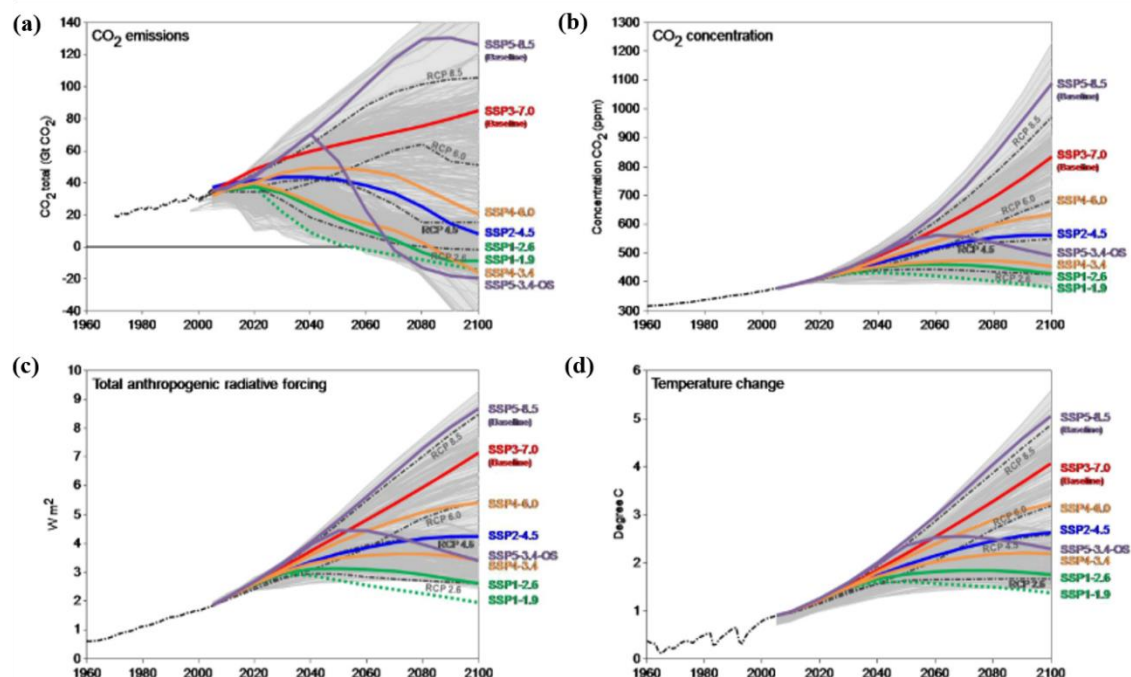 (a)
CO2 emissions
CO2 total (Gt CO2)
140
120
100
80
60
40
20
0
-20
-40
1960 1980 2000 2020 2040 2060 2080 2100
RCP 8.5
RCP 6.0
RCP 4.5
RCP 2.6
SSP5-8.5
(Baseline)
SSP3-7.0
(Baseline)
SSP4-6.0
SSP2-4.5
SSP1-2.6
SSP1-1.9
SSP4-3.4
SSP5-3.4-OS
(b)
CO2 concentration
Concentration CO2 (ppm)
1300
1200
1100
1000
900
800
700
600
500
400
300
1960 1980 2000 2020 2040 2060 2080 2100
RCP 8.5
RCP 6.0
RCP 4.5
RCP 2.6
SSP5-8.5
(Baseline)
SSP3-7.0
(Baseline)
SSP4-6.0
SSP2-4.5
SSP5-3.4-OS
SSP4-3.4
SSP1-2.6
SSP1-1.9
(c)
Total anthropogenic radiative forcing
W m2
10
9
8
7
6
5
4
3
2
1
0
1960 1980 2000 2020 2040 2060 2080 2100
RCP 8.5
RCP 6.0
RCP 4.5
RCP 2.6
SSP5-8.5
(Baseline)
SSP3-7.0
(Baseline)
SSP4-6.0
SSP2-4.5
SSP5-3.4-OS
SSP4-3.4
SSP1-2.6
SSP1-1.9
(d)
Temperature change
Degree C
6
5
4
3
2
1
0
1960 1980 2000 2020 2040 2060 2080 2100
RCP 8.5
RCP 6.0
RCP 4.5
RCP 2.6
SSP5-8.5
(Baseline)
SSP3-7.0
(Baseline)
SSP4-6.0
SSP2-4.5
SSP5-3.4-OS
SSP4-3.4
SSP1-2.6
SSP1-1.9